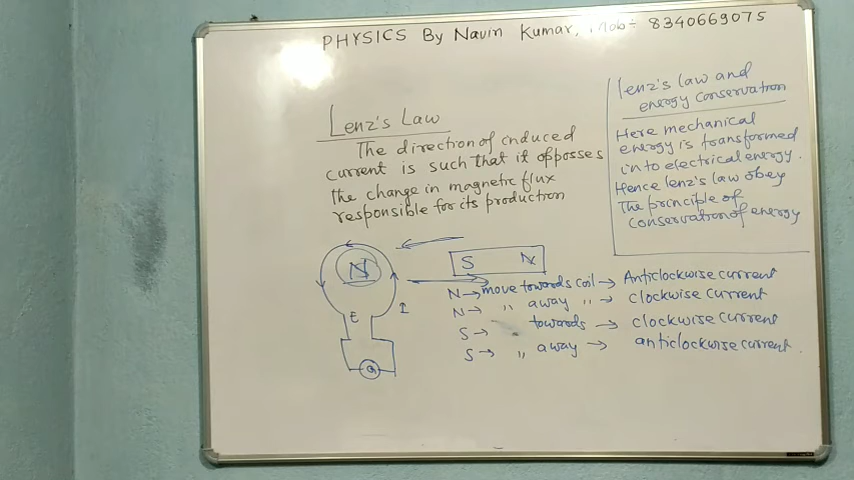 PHYSICS By Navin Kumar, Mob÷ 8340669075
Lenz's Law
The direction of induced
current is such that it opposses
the change in magnetic flux
responsible for its production
lenz's law and
energy conservation
Here mechanical
energy is transformed
into electrical energy.
Hence lenz's law obey
The principle of
conservation of energy
N
S N
E I
G
N → move towards coil → Anticlockwise current
N → ,, away ,, → clockwise current
S → towards → clockwise current
S → ,, away → anticlockwise current.